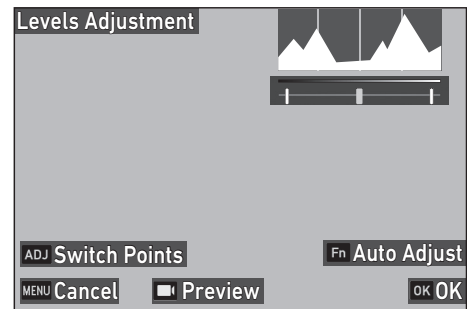 Levels Adjustment
ADJ Switch Points
Fn Auto Adjust
MENU Cancel
Preview
OK OK